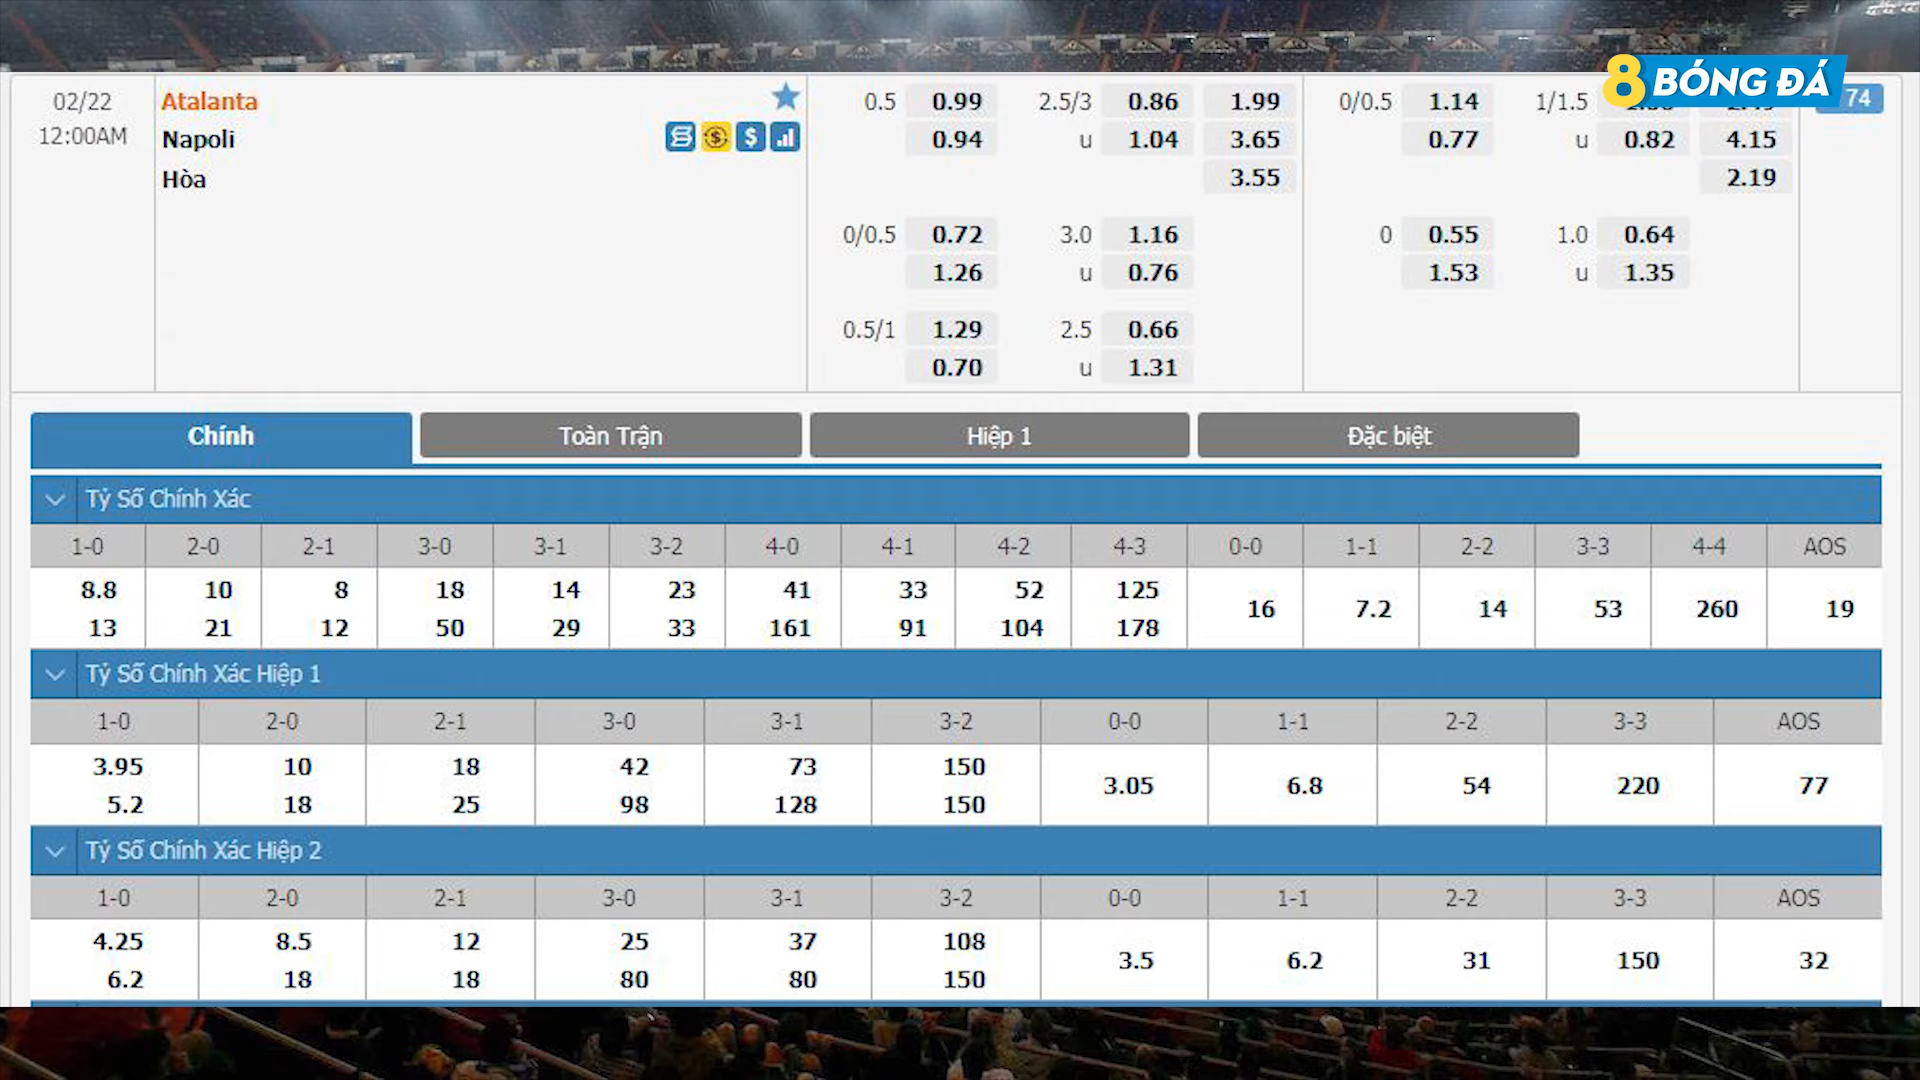 8 BÓNG ĐÁ
02/22 Atalanta 0.5 0.99 2.5/3 0.86 1.99 0/0.5 1.14 1/1.5 74
12:00AM Napoli 0.94 u 1.04 3.65 0.77 u 0.82 4.15
Hòa 3.55 2.19
0/0.5 0.72 3.0 1.16 0 0.55 1.0 0.64
1.26 u 0.76 1.53 u 1.35
0.5/1 1.29 2.5 0.66
0.70 u 1.31
Chính Toàn Trận Hiệp 1 Đặc biệt
Tỷ Số Chính Xác
1-0 2-0 2-1 3-0 3-1 3-2 4-0 4-1 4-2 4-3 0-0 1-1 2-2 3-3 4-4 AOS
8.8 10 8 18 14 23 41 33 52 125
16 7.2 14 53 260 19
13 21 12 50 29 33 161 91 104 178
Tỷ Số Chính Xác Hiệp 1
1-0 2-0 2-1 3-0 3-1 3-2 0-0 1-1 2-2 3-3 AOS
3.95 10 18 42 73 150
3.05 6.8 54 220 77
5.2 18 25 98 128 150
Tỷ Số Chính Xác Hiệp 2
1-0 2-0 2-1 3-0 3-1 3-2 0-0 1-1 2-2 3-3 AOS
4.25 8.5 12 25 37 108
3.5 6.2 31 150 32
6.2 18 18 80 80 150